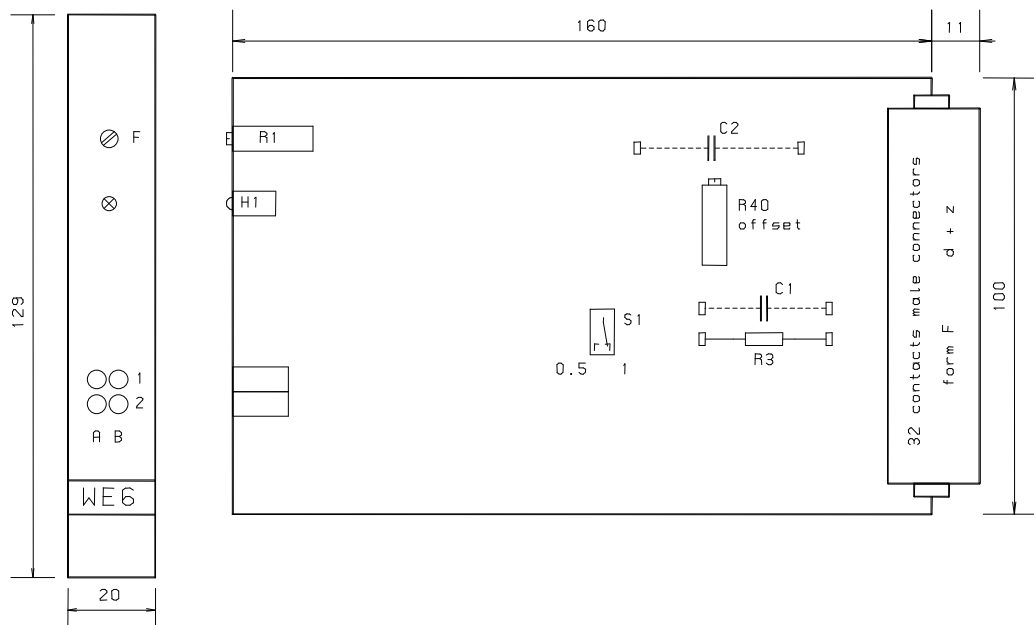 160
11
F
R1
C2
H1
R40
offset
129
100
C1
S1
R3
0.5 1
1
2
A B
WE6
20
32 contacts male connectors
form F d + z